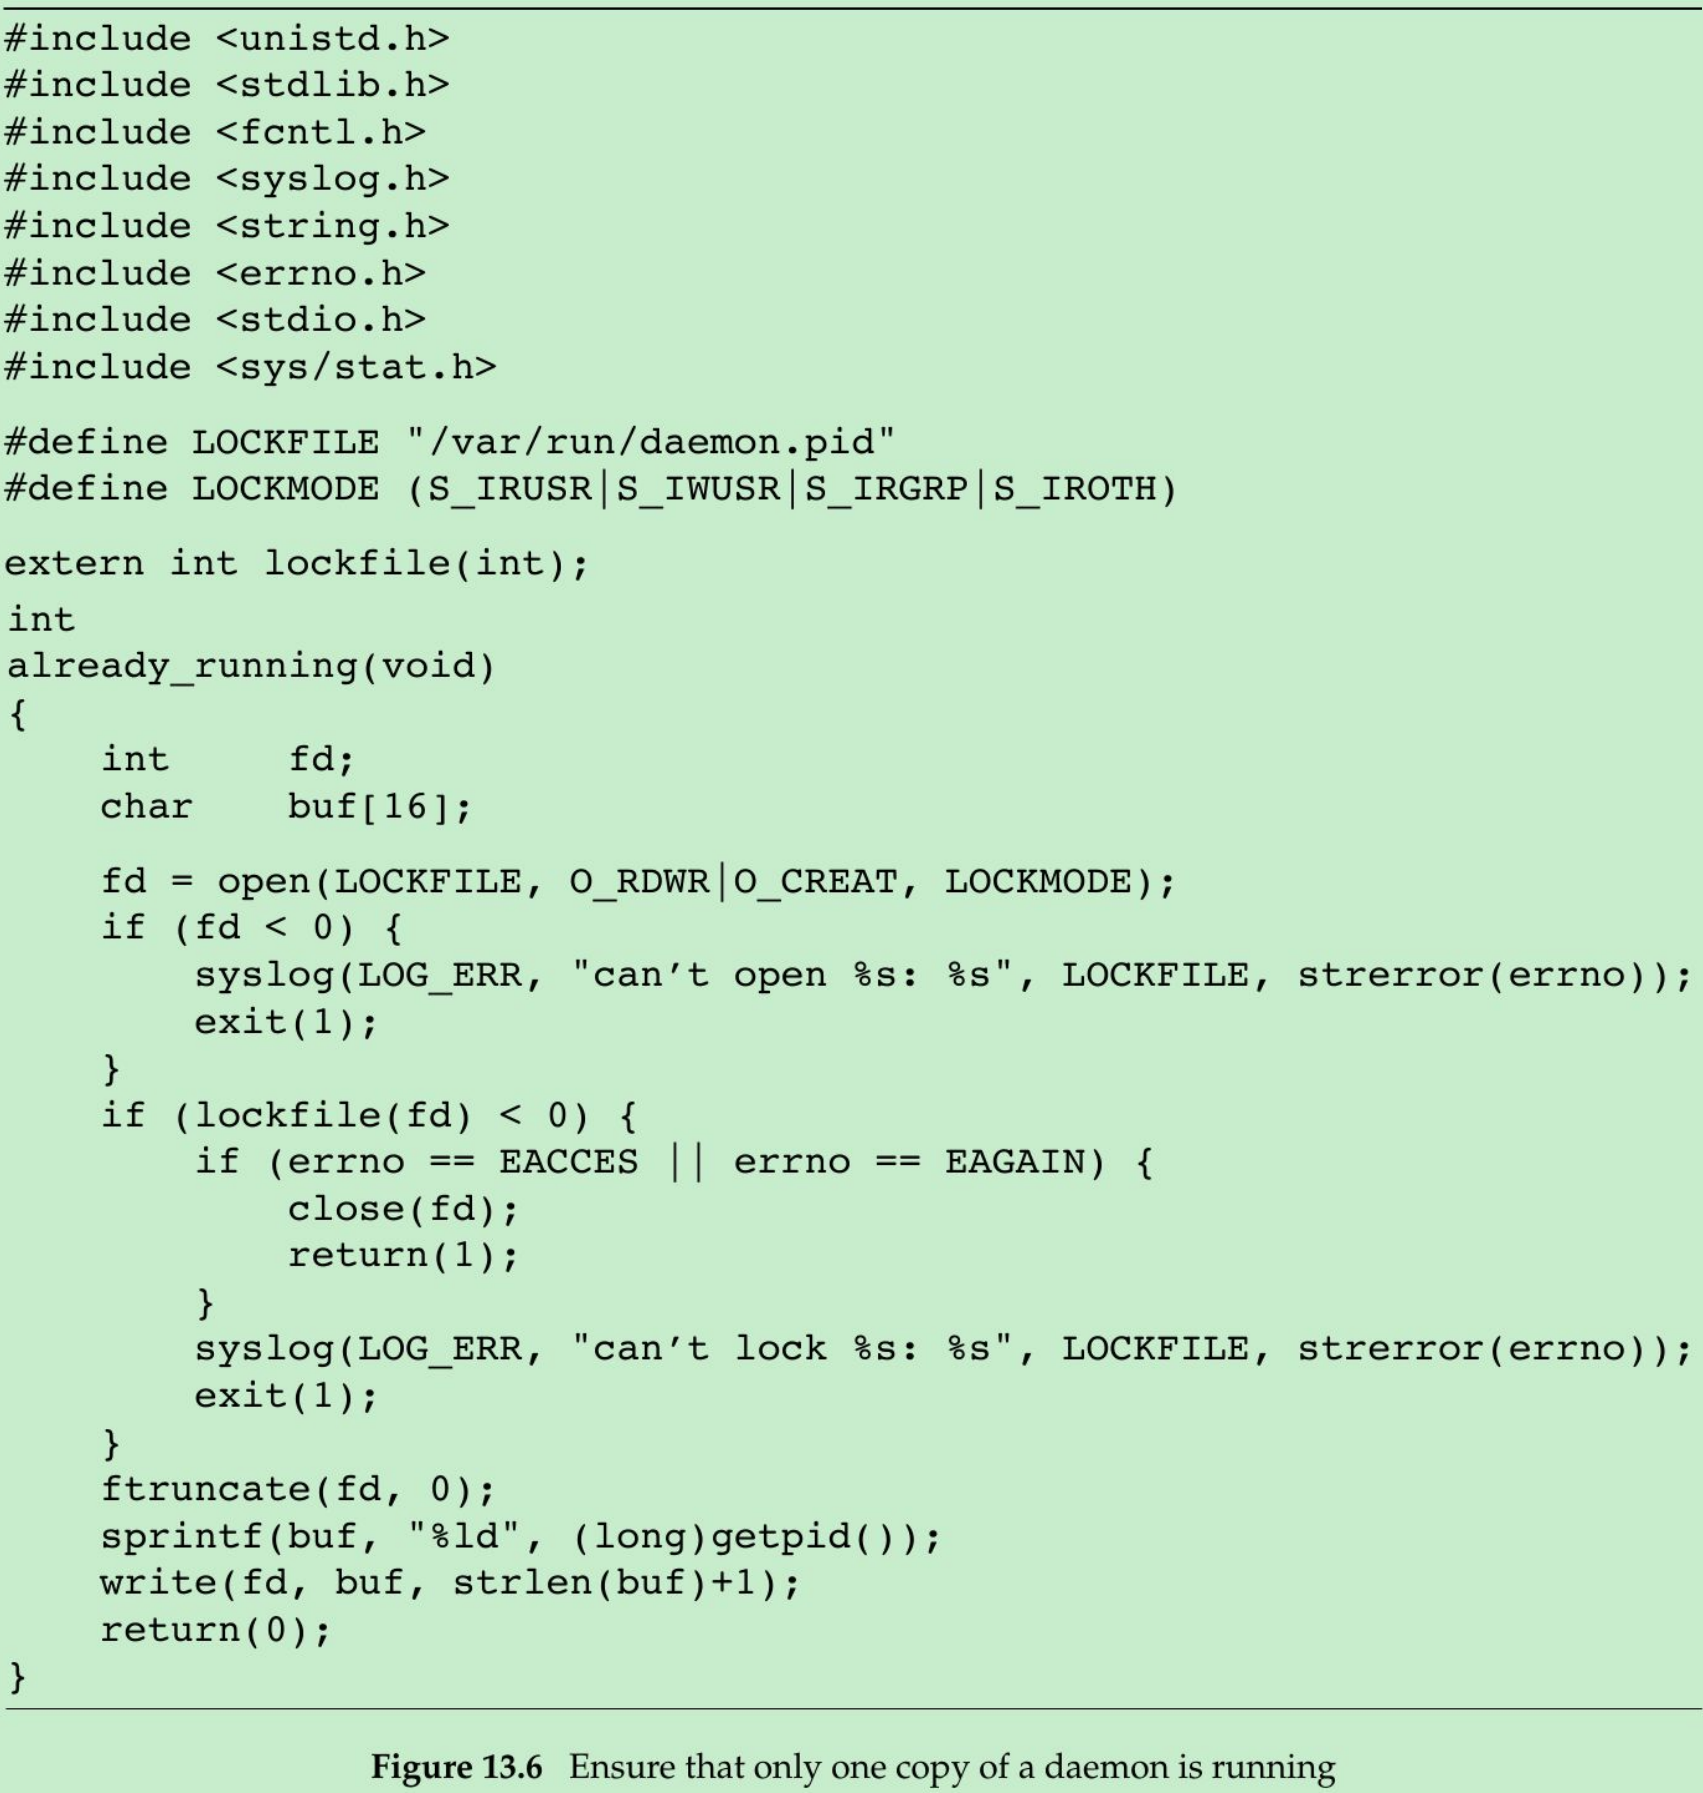 #include <unistd.h>
#include <stdlib.h>
#include <fcntl.h>
#include <syslog.h>
#include <string.h>
#include <errno.h>
#include <stdio.h>
#include <sys/stat.h>
#define LOCKFILE "/var/run/daemon.pid"
#define LOCKMODE (S_IRUSR|S_IWUSR|S_IRGRP|S_IROTH)
extern int lockfile(int);
int
already_running(void)
{
    int     fd;
    char    buf[16];
    fd = open(LOCKFILE, O_RDWR|O_CREAT, LOCKMODE);
    if (fd < 0) {
        syslog(LOG_ERR, "can’t open %s: %s", LOCKFILE, strerror(errno));
        exit(1);
    }
    if (lockfile(fd) < 0) {
        if (errno == EACCES || errno == EAGAIN) {
            close(fd);
            return(1);
        }
        syslog(LOG_ERR, "can’t lock %s: %s", LOCKFILE, strerror(errno));
        exit(1);
    }
    ftruncate(fd, 0);
    sprintf(buf, "%ld", (long)getpid());
    write(fd, buf, strlen(buf)+1);
    return(0);
}
Figure 13.6 Ensure that only one copy of a daemon is running